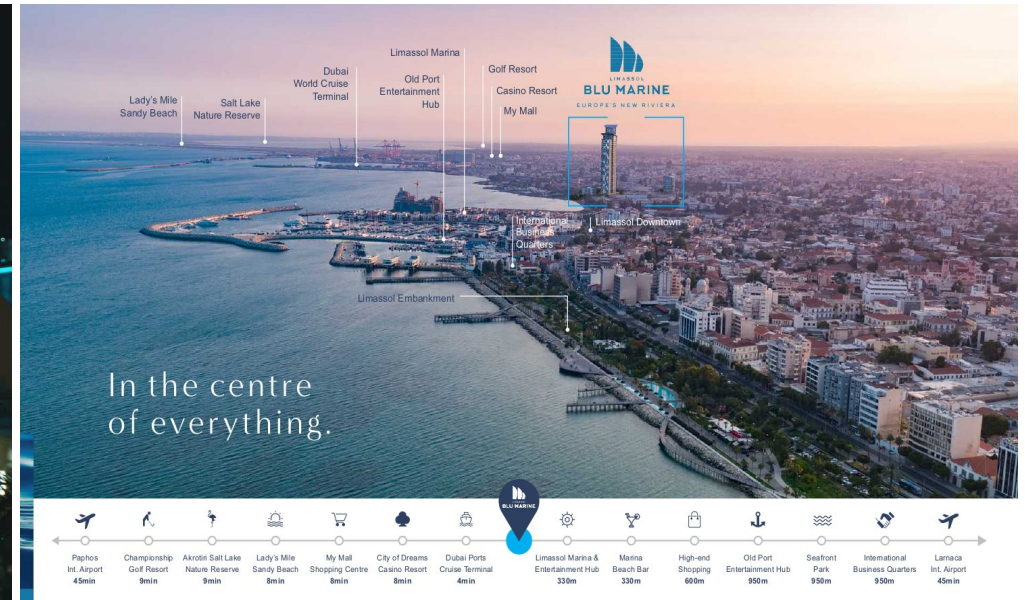 Limassol Marina
Golf Resort
Dubai
World Cruise
Terminal
Old Port
Entertainment
Hub
Casino Resort
Lady's Mile
Sandy Beach
Salt Lake
Nature Reserve
My Mall
LIMASSOL
BLU MARINE
EUROPE'S NEW RIVIERA
International
Business
Quarters
Limassol Downtown
Limassol Embankment
In the centre
of everything.
LIMASSOL
BLU MARINE
Paphos
Int. Airport
45min
Championship
Golf Resort
9min
Akrotiri Salt Lake
Nature Reserve
9min
Lady's Mile
Sandy Beach
8min
My Mall
Shopping Centre
8min
City of Dreams
Casino Resort
8min
Dubai Ports
Cruise Terminal
4min
Limassol Marina &
Entertainment Hub
330m
Marina
Beach Bar
330m
High-end
Shopping
600m
Old Port
Entertainment Hub
950m
Seafront
Park
950m
International
Business Quarters
950m
Larnaca
Int. Airport
45min